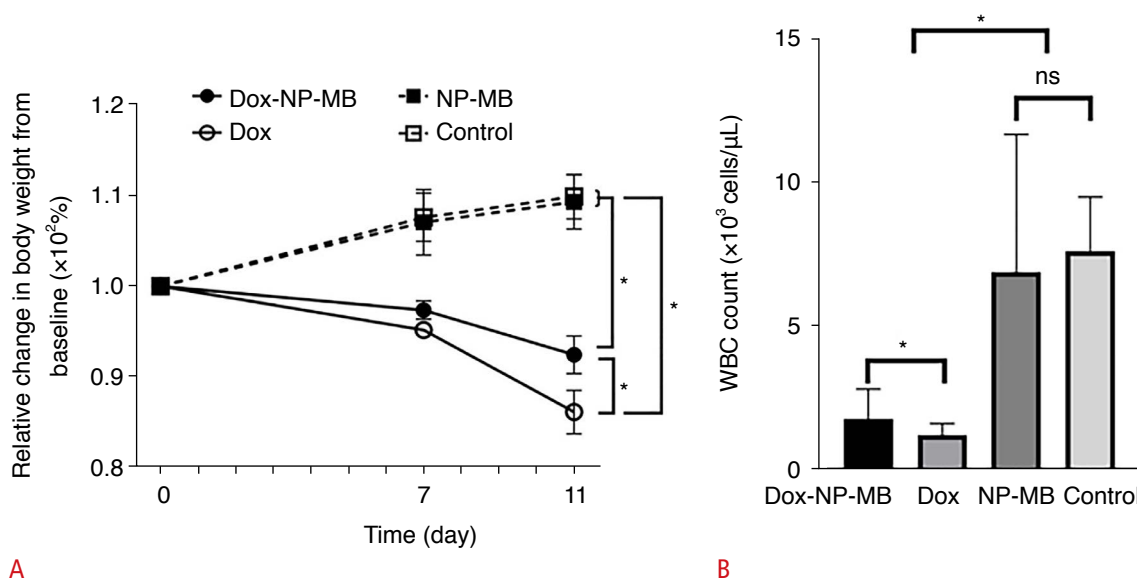 Relative change in body weight from
baseline (×10²%)
1.2
1.1
1.0
0.9
0.8
Dox-NP-MB
NP-MB
Dox
Control
*
*
*
0
7
11
Time (day)
A
WBC count (×10³ cells/µL)
15
10
5
0
*
ns
*
Dox-NP-MB
Dox
NP-MB
Control
B